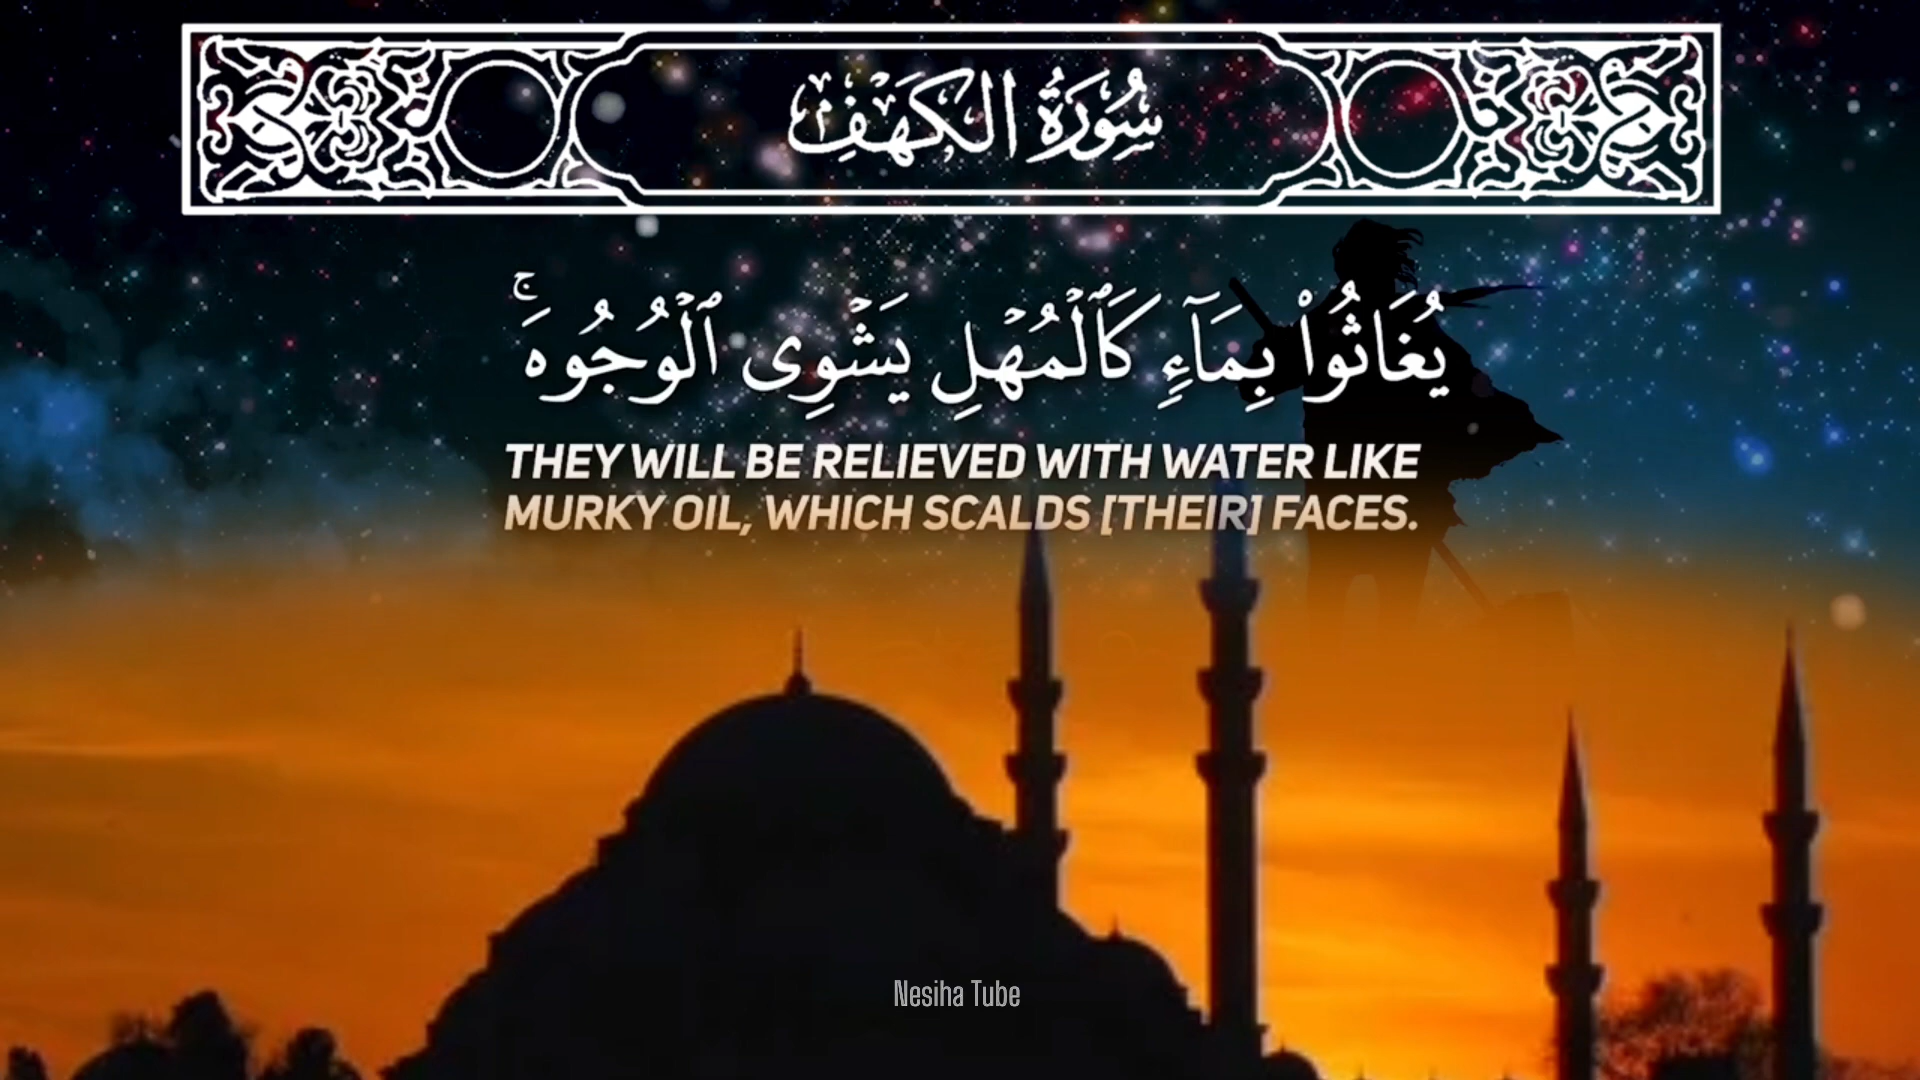 سُورَةُ الكَهْفِ
يُغَاثُوا۟ بِمَآءٍۢ كَٱلْمُهْلِ يَشْوِى ٱلْوُجُوهَ ۚ
THEY WILL BE RELIEVED WITH WATER LIKE
MURKY OIL, WHICH SCALDS [THEIR] FACES.
Nesiha Tube